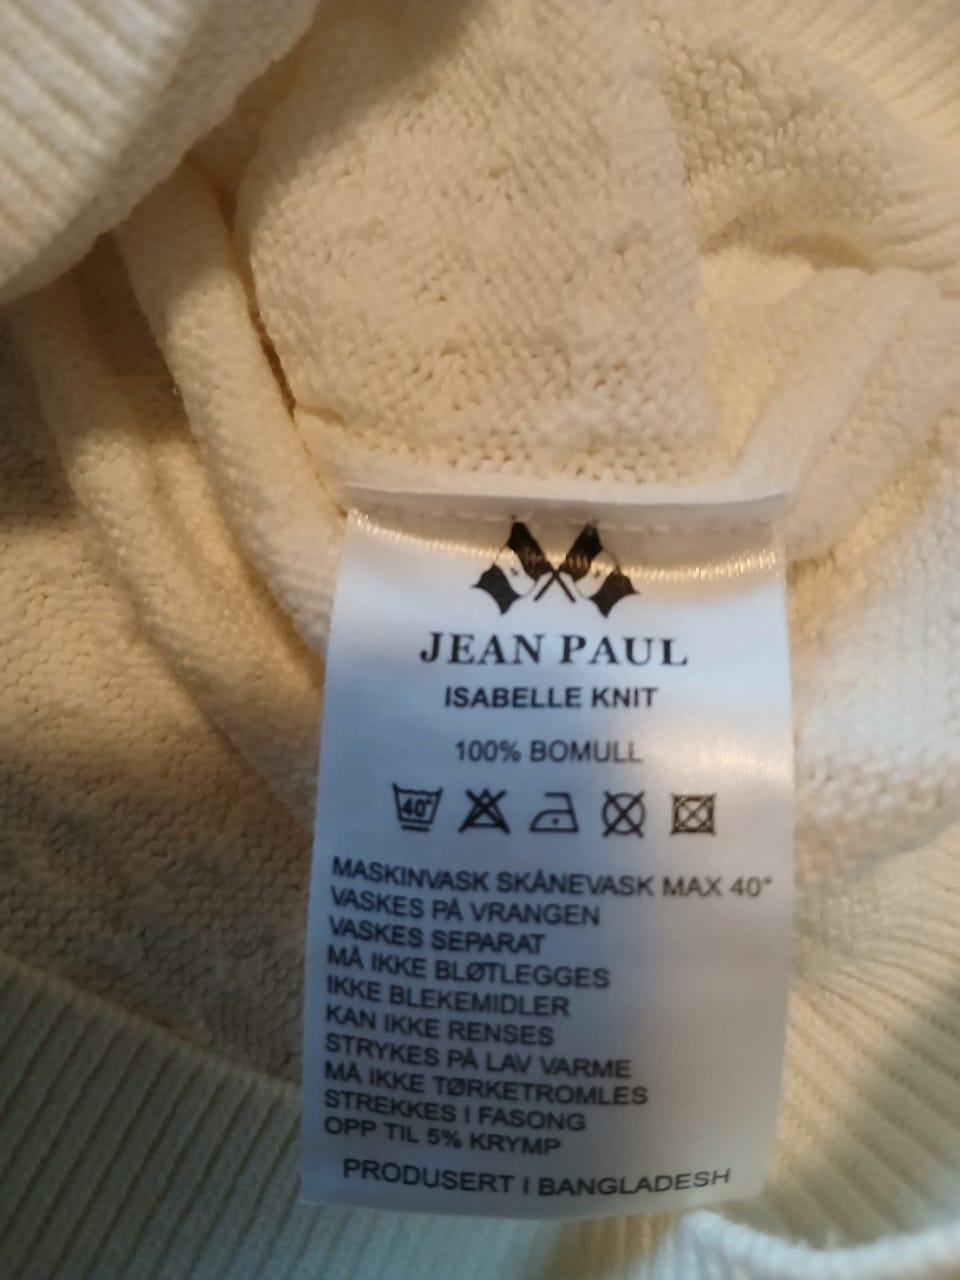 JEAN PAUL
ISABELLE KNIT
100% BOMULL
40°
MASKINVASK SKÅNEVASK MAX 40°
VASKES PÅ VRANGEN
VASKES SEPARAT
MÅ IKKE BLØTLEGGES
IKKE BLEKEMIDLER
KAN IKKE RENSES
STRYKES PÅ LAV VARME
MÅ IKKE TØRKETROMLES
STREKKES I FASONG
OPP TIL 5% KRYMP
PRODUSERT I BANGLADESH